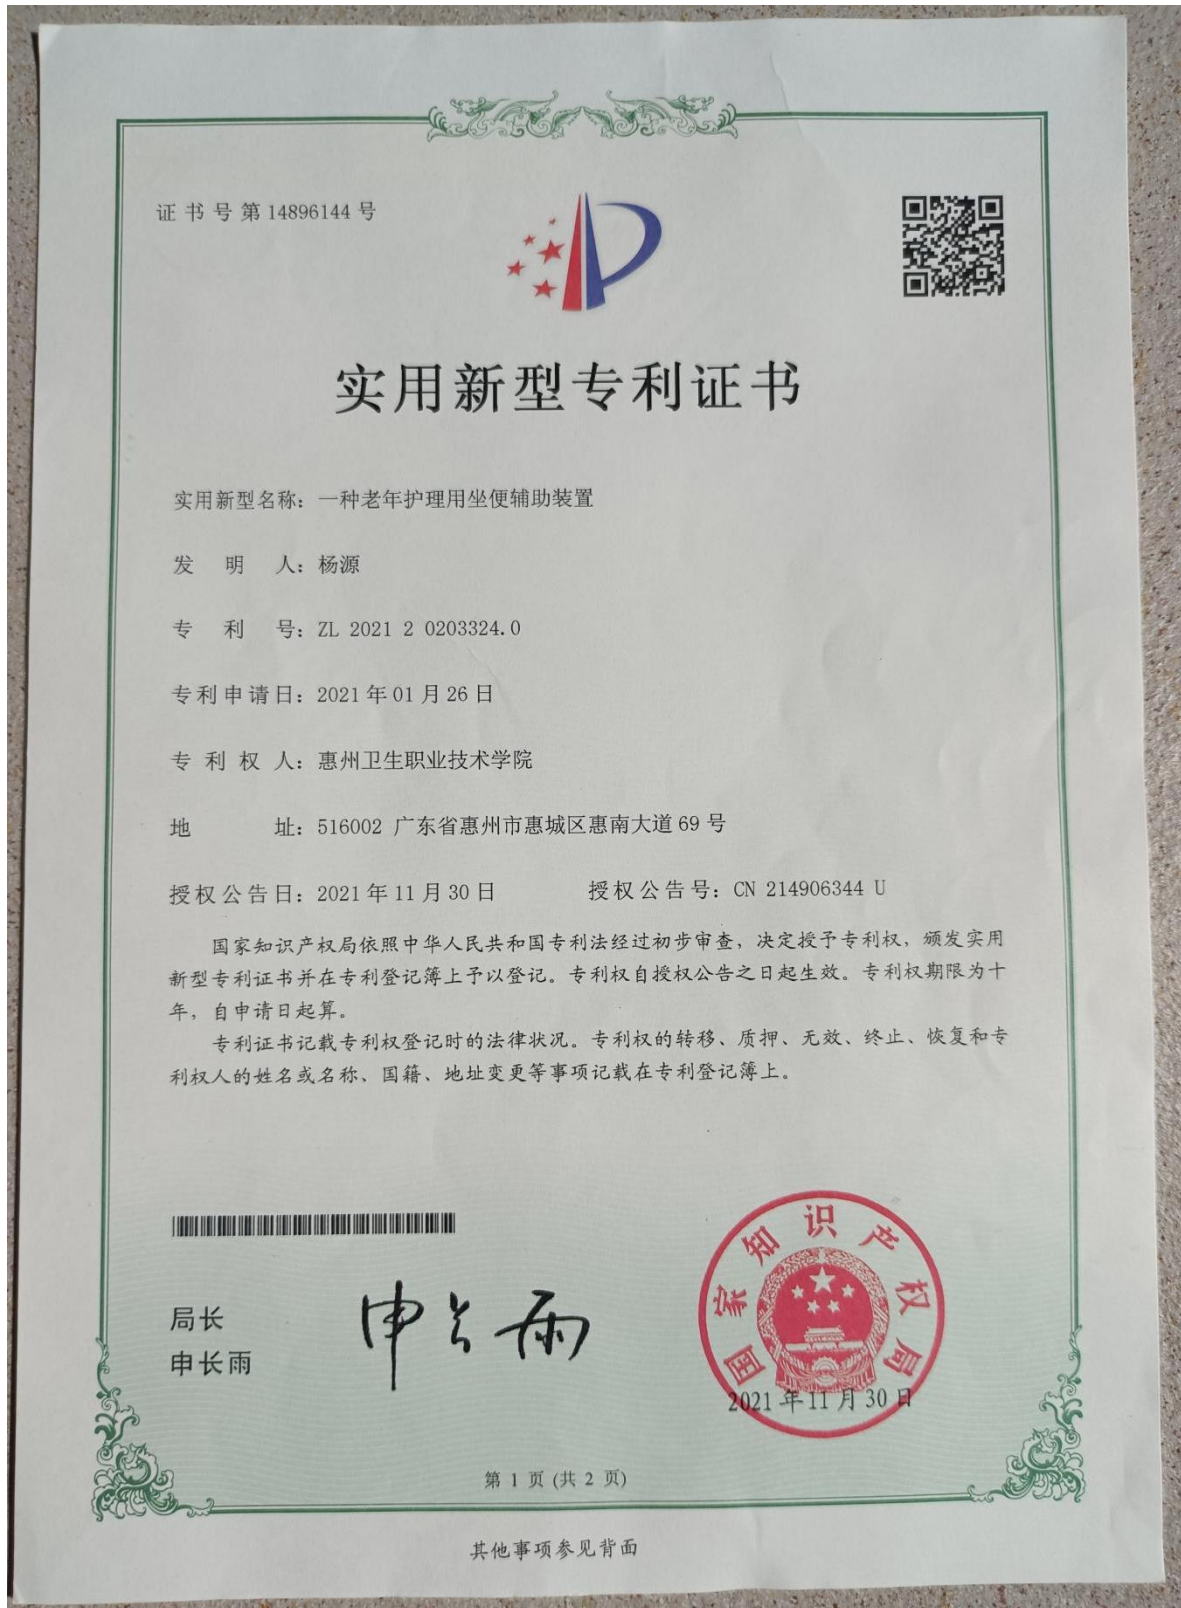 证书号第14896144号
实用新型专利证书
实用新型名称：一种老年护理用坐便辅助装置
发明人：杨源
专利号：ZL 2021 2 0203324.0
专利申请日：2021年01月26日
专利权人：惠州卫生职业技术学院
地址：516002 广东省惠州市惠城区惠南大道69号
授权公告日：2021年11月30日 授权公告号：CN 214906344 U
国家知识产权局依照中华人民共和国专利法经过初步审查，决定授予专利权，颁发实用
新型专利证书并在专利登记簿上予以登记。专利权自授权公告之日起生效。专利权期限为十
年，自申请日起算。
专利证书记载专利权登记时的法律状况。专利权的转移、质押、无效、终止、恢复和专
利权人的姓名或名称、国籍、地址变更等事项记载在专利登记簿上。
局长
申长雨
申长雨
国家知识产权局
2021年11月30日
第 1 页 (共 2 页)
其他事项参见背面